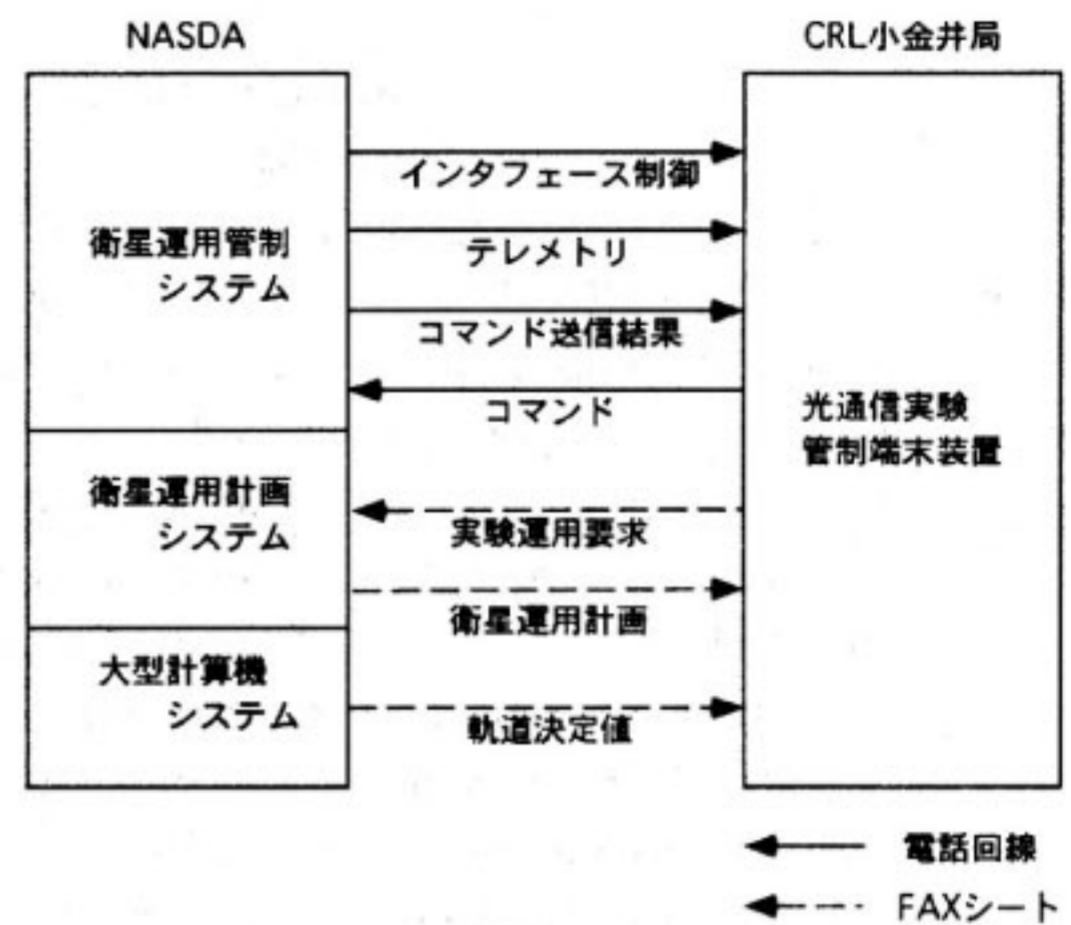 NASDA
CRL小金井局
衛星運用管制
システム
衛星運用計画
システム
大型計算機
システム
インタフェース制御
テレメトリ
コマンド送信結果
コマンド
実験運用要求
衛星運用計画
軌道決定値
光通信実験
管制端末装置
電話回線
FAXシート